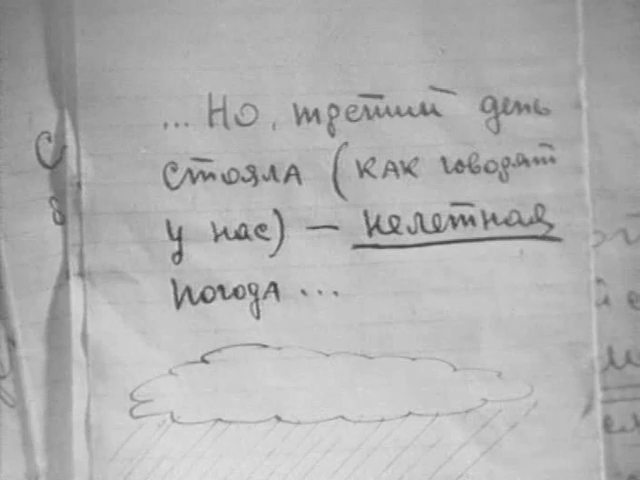 ... Но, третий день
стояла (как говорят
у нас) — нелетная
погода ...